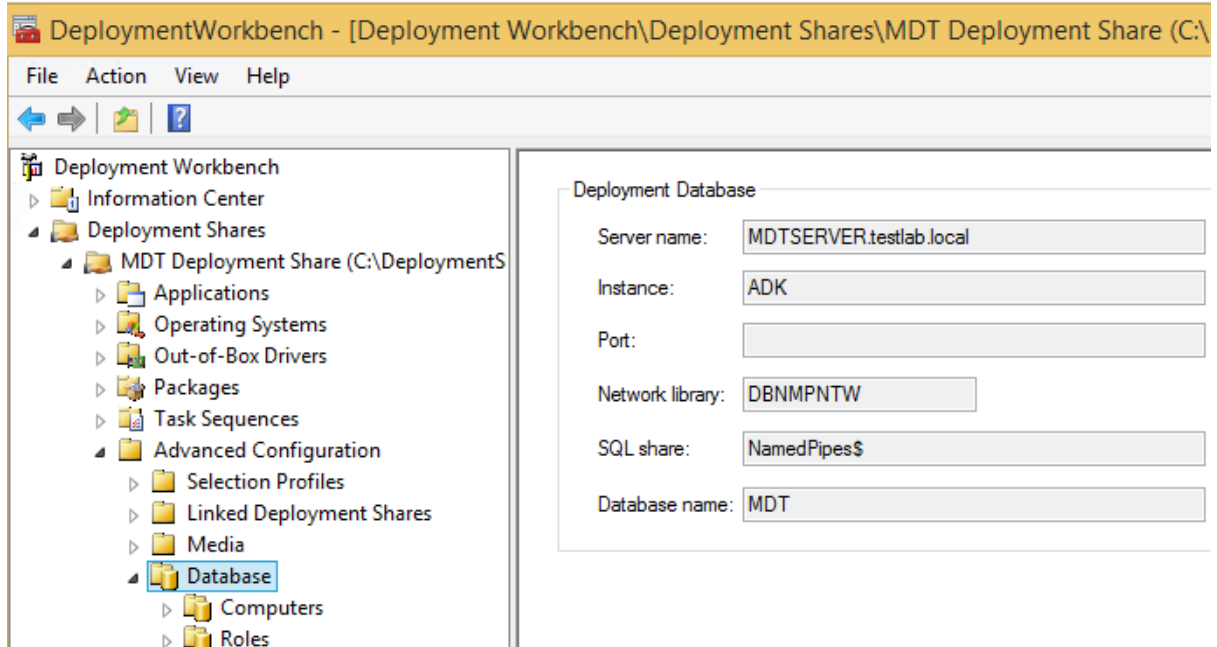 DeploymentWorkbench - [Deployment Workbench\Deployment Shares\MDT Deployment Share (C:\
File Action View Help
Deployment Workbench
Information Center
Deployment Shares
MDT Deployment Share (C:\DeploymentS
Applications
Operating Systems
Out-of-Box Drivers
Packages
Task Sequences
Advanced Configuration
Selection Profiles
Linked Deployment Shares
Media
Database
Computers
Roles
Deployment Database
Server name: MDTSERVER.testlab.local
Instance: ADK
Port:
Network library: DBNMPNTW
SQL share: NamedPipes$
Database name: MDT